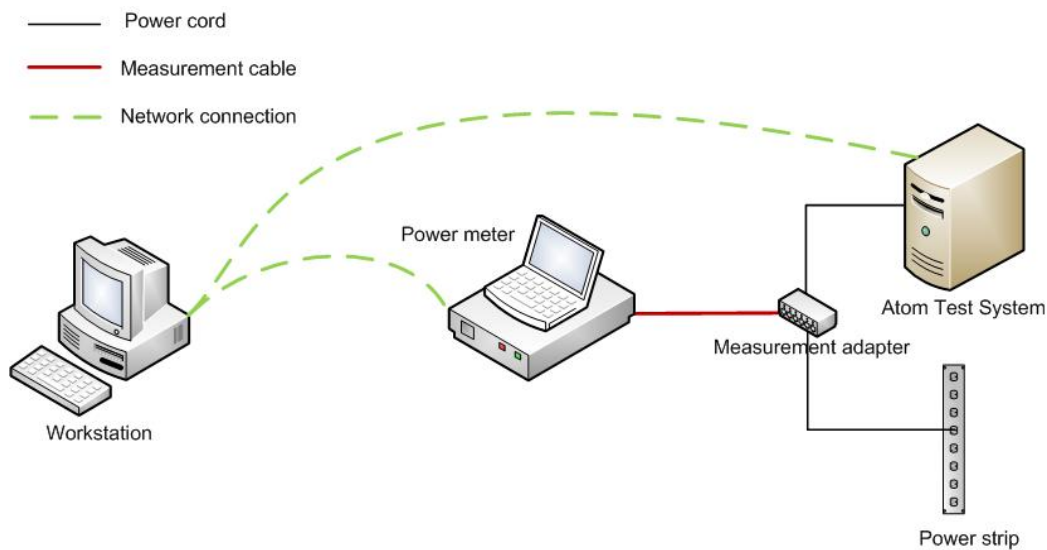 Power cord
Measurement cable
Network connection
Power meter
Atom Test System
Measurement adapter
Workstation
Power strip